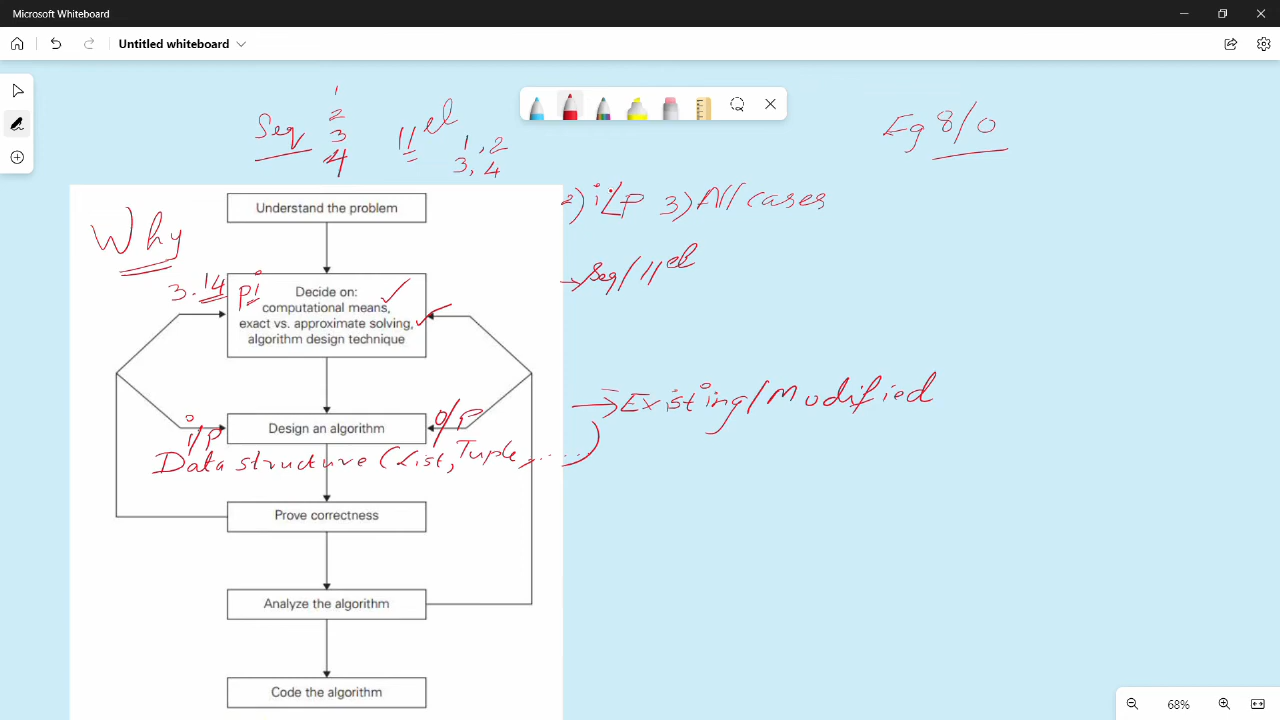 Microsoft Whiteboard
Untitled whiteboard
Seq 1 2 3 4
11el 1,2 3,4
Eg 8/0
2) i/P 3) All cases
Why
Understand the problem
→ Seq/11el
3.14 pi
Decide on:
computational means,
exact vs. approximate solving,
algorithm design technique
→ Existing/Modified
i/P
Design an algorithm
O/P
Data structure (List, Tuple, .....)
Prove correctness
Analyze the algorithm
Code the algorithm
68%